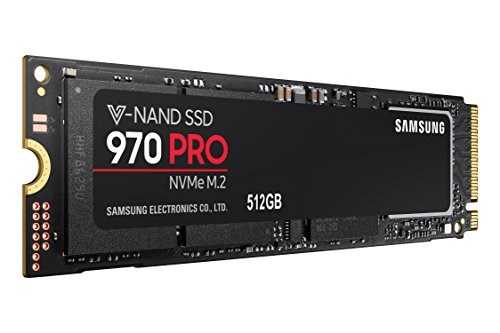 V-NAND SSD
970 PRO
NVMe M.2
SAMSUNG ELECTRONICS CO., LTD.
512GB
SAMSUNG